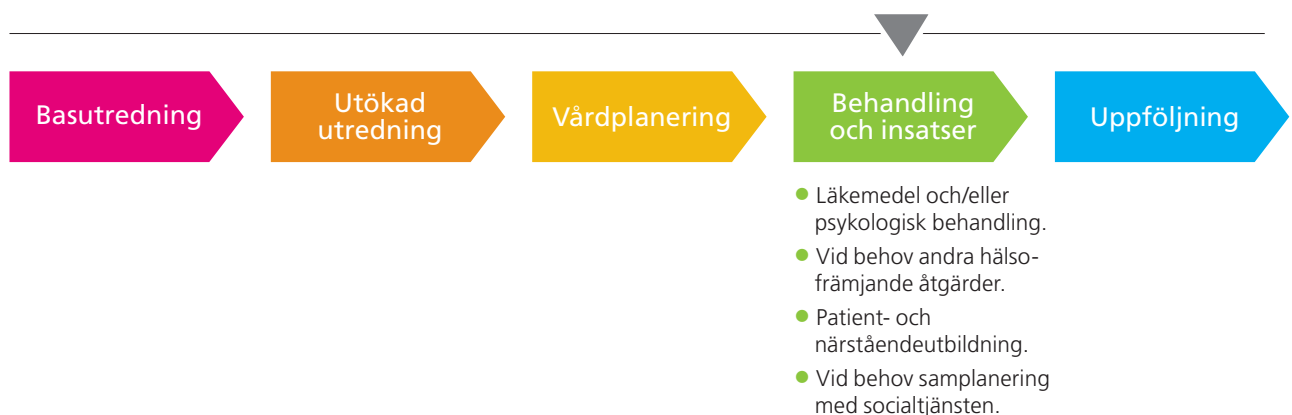 Basutredning
Utökad
utredning
Vårdplanering
Behandling
och insatser
Uppföljning
• Läkemedel och/eller
psykologisk behandling.
• Vid behov andra hälso-
främjande åtgärder.
• Patient- och
närståendeutbildning.
• Vid behov samplanering
med socialtjänsten.